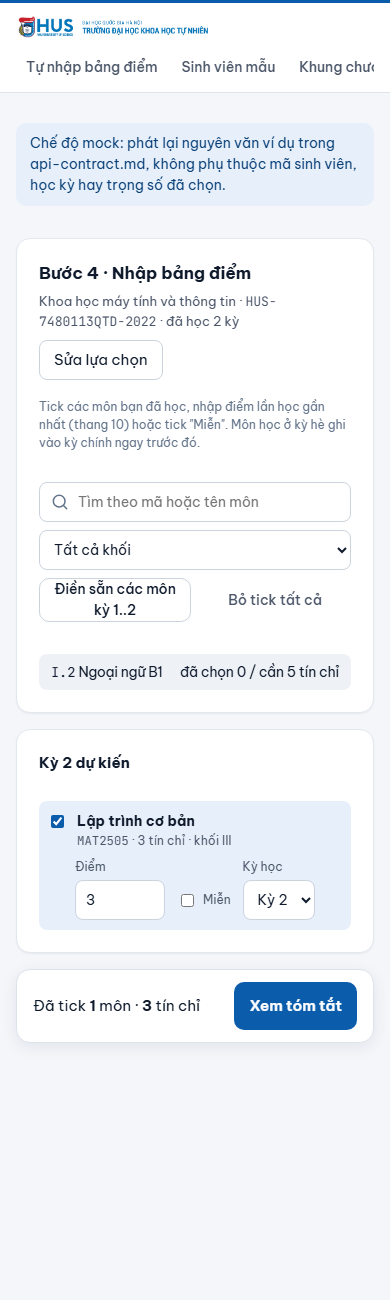 HUS
ĐẠI HỌC QUỐC GIA HÀ NỘI
TRƯỜNG ĐẠI HỌC KHOA HỌC TỰ NHIÊN
Tự nhập bảng điểm Sinh viên mẫu Khung chươ
Chế độ mock: phát lại nguyên văn ví dụ trong
api-contract.md, không phụ thuộc mã sinh viên,
học kỳ hay trọng số đã chọn.
Bước 4 · Nhập bảng điểm
Khoa học máy tính và thông tin · HUS-
7480113QTD-2022 · đã học 2 kỳ
Sửa lựa chọn
Tick các môn bạn đã học, nhập điểm lần học gần
nhất (thang 10) hoặc tick "Miễn". Môn học ở kỳ hè ghi
vào kỳ chính ngay trước đó.
Tìm theo mã hoặc tên môn
Tất cả khối
Điền sẵn các môn
kỳ 1..2
Bỏ tick tất cả
I.2 Ngoại ngữ B1 đã chọn 0 / cần 5 tín chỉ
Kỳ 2 dự kiến
Lập trình cơ bản
MAT2505 · 3 tín chỉ · khối III
Điểm Kỳ học
3 Miễn Kỳ 2
Đã tick 1 môn · 3 tín chỉ Xem tóm tắt